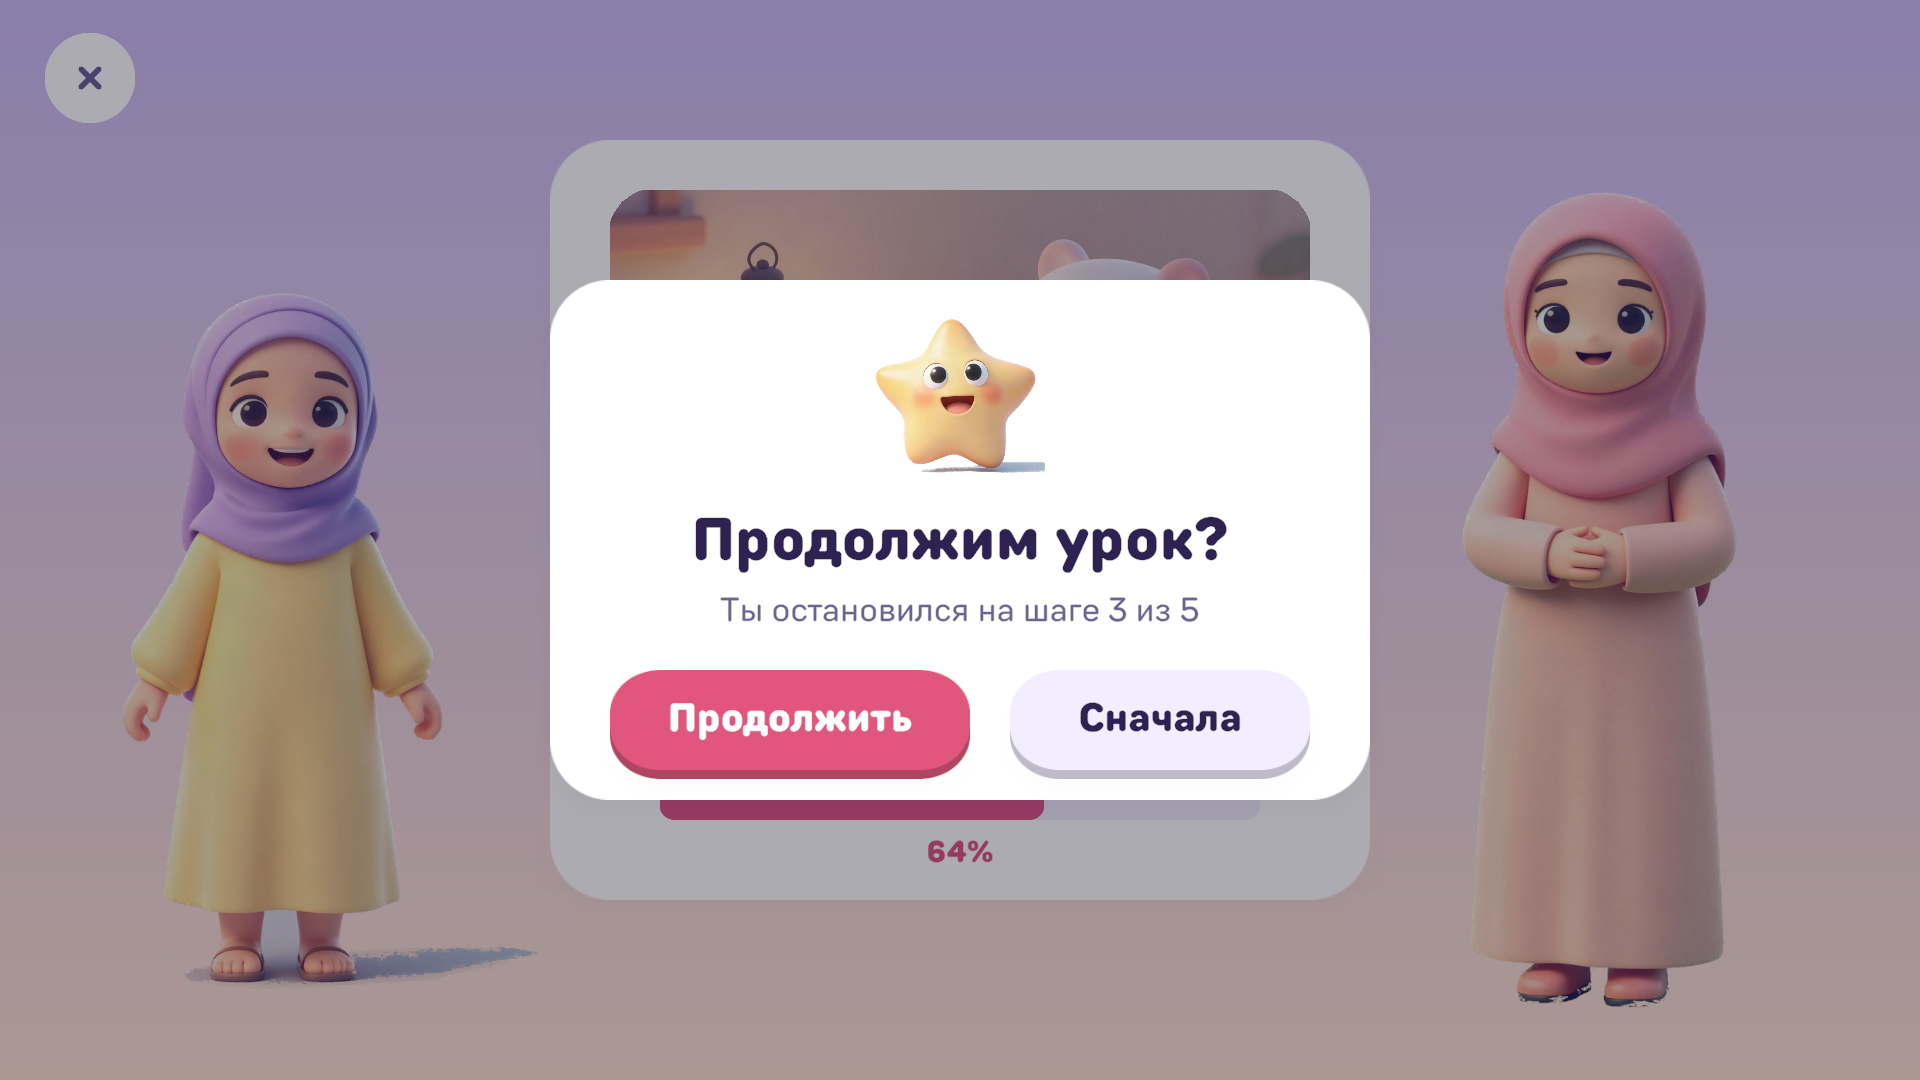 Продолжим урок?
Ты остановился на шаге 3 из 5
Продолжить
Сначала
64%